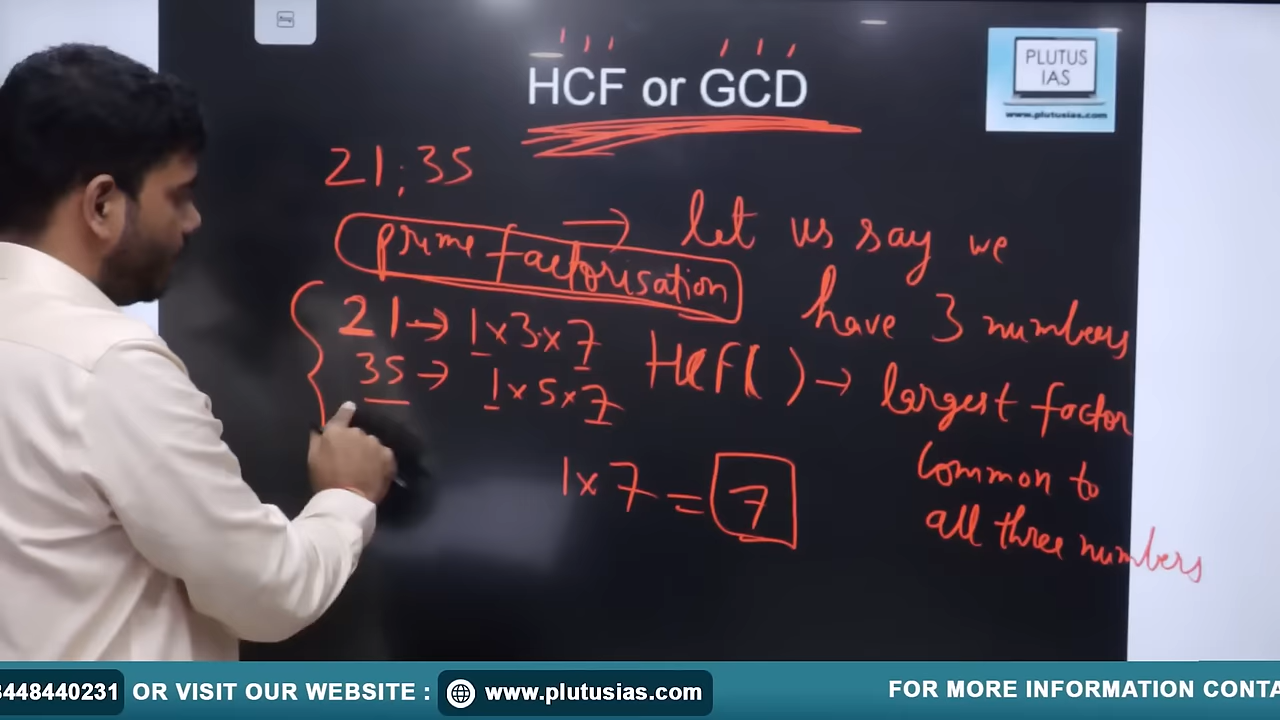 HCF or GCD
PLUTUS
IAS
www.plutusias.com
21; 35
prime factorisation
21 → 1 × 3 × 7
35 → 1 × 5 × 7
1 × 7 = 7
→ let us say we
have 3 numbers
HCF( ) → largest factor
common to
all three numbers
8448440231 OR VISIT OUR WEBSITE : www.plutusias.com FOR MORE INFORMATION CONTA